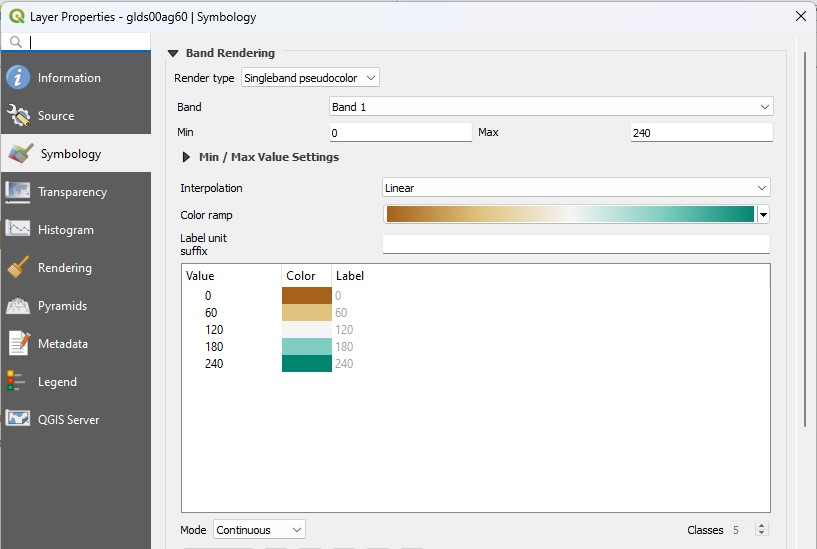 Layer Properties - glds00ag60 | Symbology
Information
Source
Symbology
Transparency
Histogram
Rendering
Pyramids
Metadata
Legend
QGIS Server
Band Rendering
Render type Singleband pseudocolor
Band Band 1
Min 0 Max 240
Min / Max Value Settings
Interpolation Linear
Color ramp
Label unit
suffix
Value Color Label
0 0
60 60
120 120
180 180
240 240
Mode Continuous Classes 5